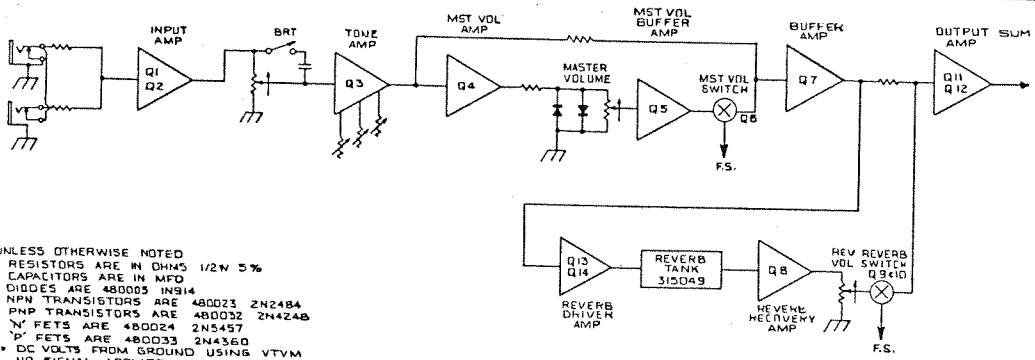 INPUT AMP
BRT
TONE AMP
MST VOL AMP
MST VOL BUFFER AMP
BUFFER AMP
OUTPUT SUM AMP
Q1 Q2
Q3
Q4
MASTER VOLUME
Q5
MST VOL SWITCH
Q6
F.S.
Q7
Q11 Q12
Q13 Q14
REVERB DRIVER AMP
REVERB TANK 315049
Q8
REVERB RECOVERY AMP
REV VOL
REVERB SWITCH
Q9&10
F.S.
UNLESS OTHERWISE NOTED
RESISTORS ARE IN OHMS 1/2W 5%
CAPACITORS ARE IN MFD
DIODES ARE 480005 IN914
NPN TRANSISTORS ARE 480023 2N2484
PNP TRANSISTORS ARE 480032 2N4248
'N' FETS ARE 480024 2N5457
'P' FETS ARE 480033 2N4360
* DC VOLTS FROM GROUND USING VTVM